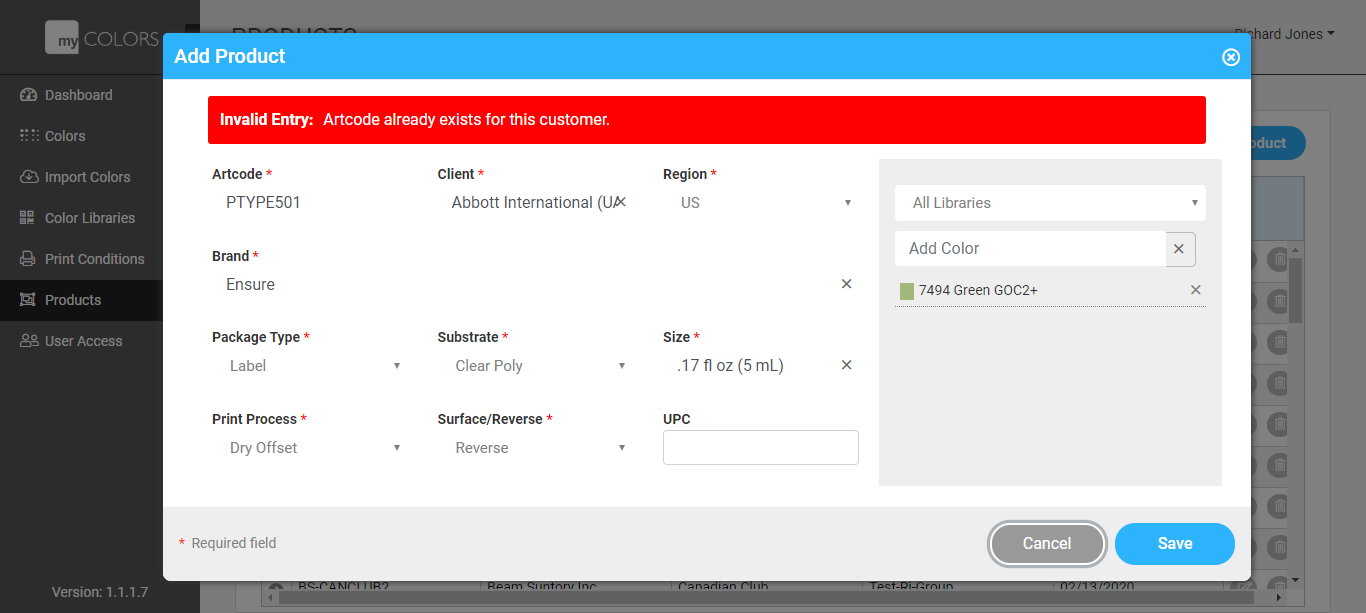 my COLORS
PRODUCTS
Richard Jones
Dashboard
Colors
Import Colors
Color Libraries
Print Conditions
Products
User Access
Version: 1.1.1.7
Add Product
Invalid Entry: Artcode already exists for this customer.
Artcode *
PTYPE501
Client *
Abbott International (UA
Region *
US
Brand *
Ensure
Package Type *
Label
Substrate *
Clear Poly
Size *
.17 fl oz (5 mL)
Print Process *
Dry Offset
Surface/Reverse *
Reverse
UPC
All Libraries
Add Color
7494 Green GOC2+
* Required field
Cancel
Save
oduct
BS-CANCLUB2 Beam Suntory Inc Canadian Club Test-Ri-Group 02/13/2020